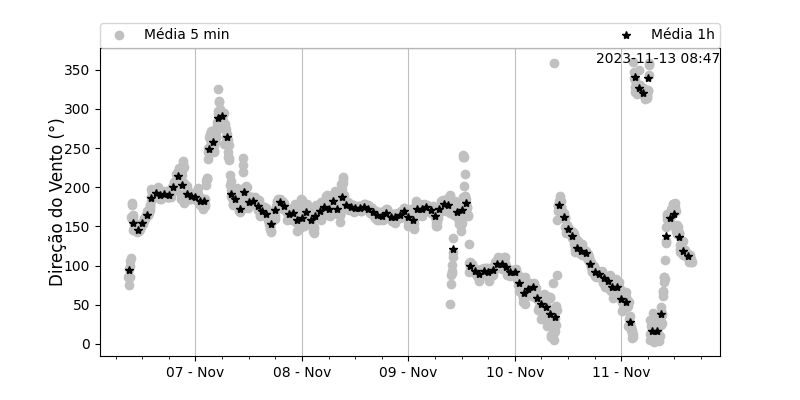 Média 5 min
Média 1h
2023-11-13 08:47
Direção do Vento (°)
350
300
250
200
150
100
50
0
07 - Nov
08 - Nov
09 - Nov
10 - Nov
11 - Nov